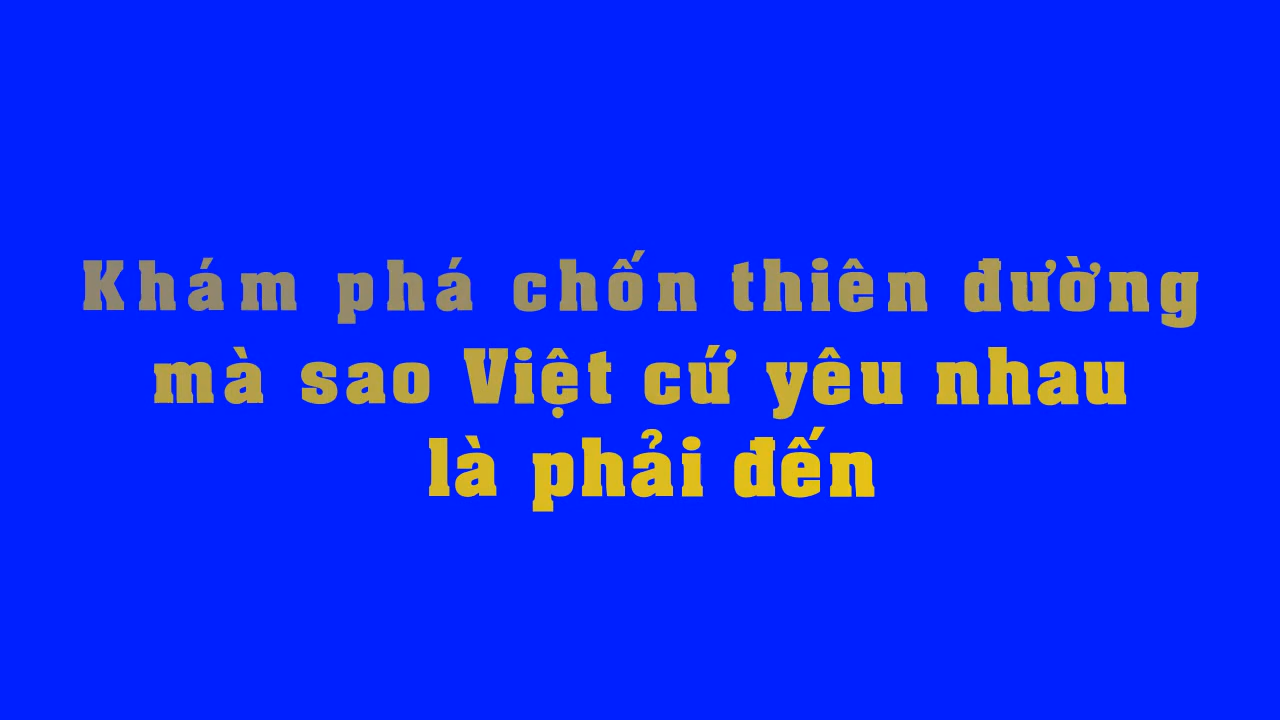 Khám phá chốn thiên đường
mà sao Việt cứ yêu nhau
là phải đến